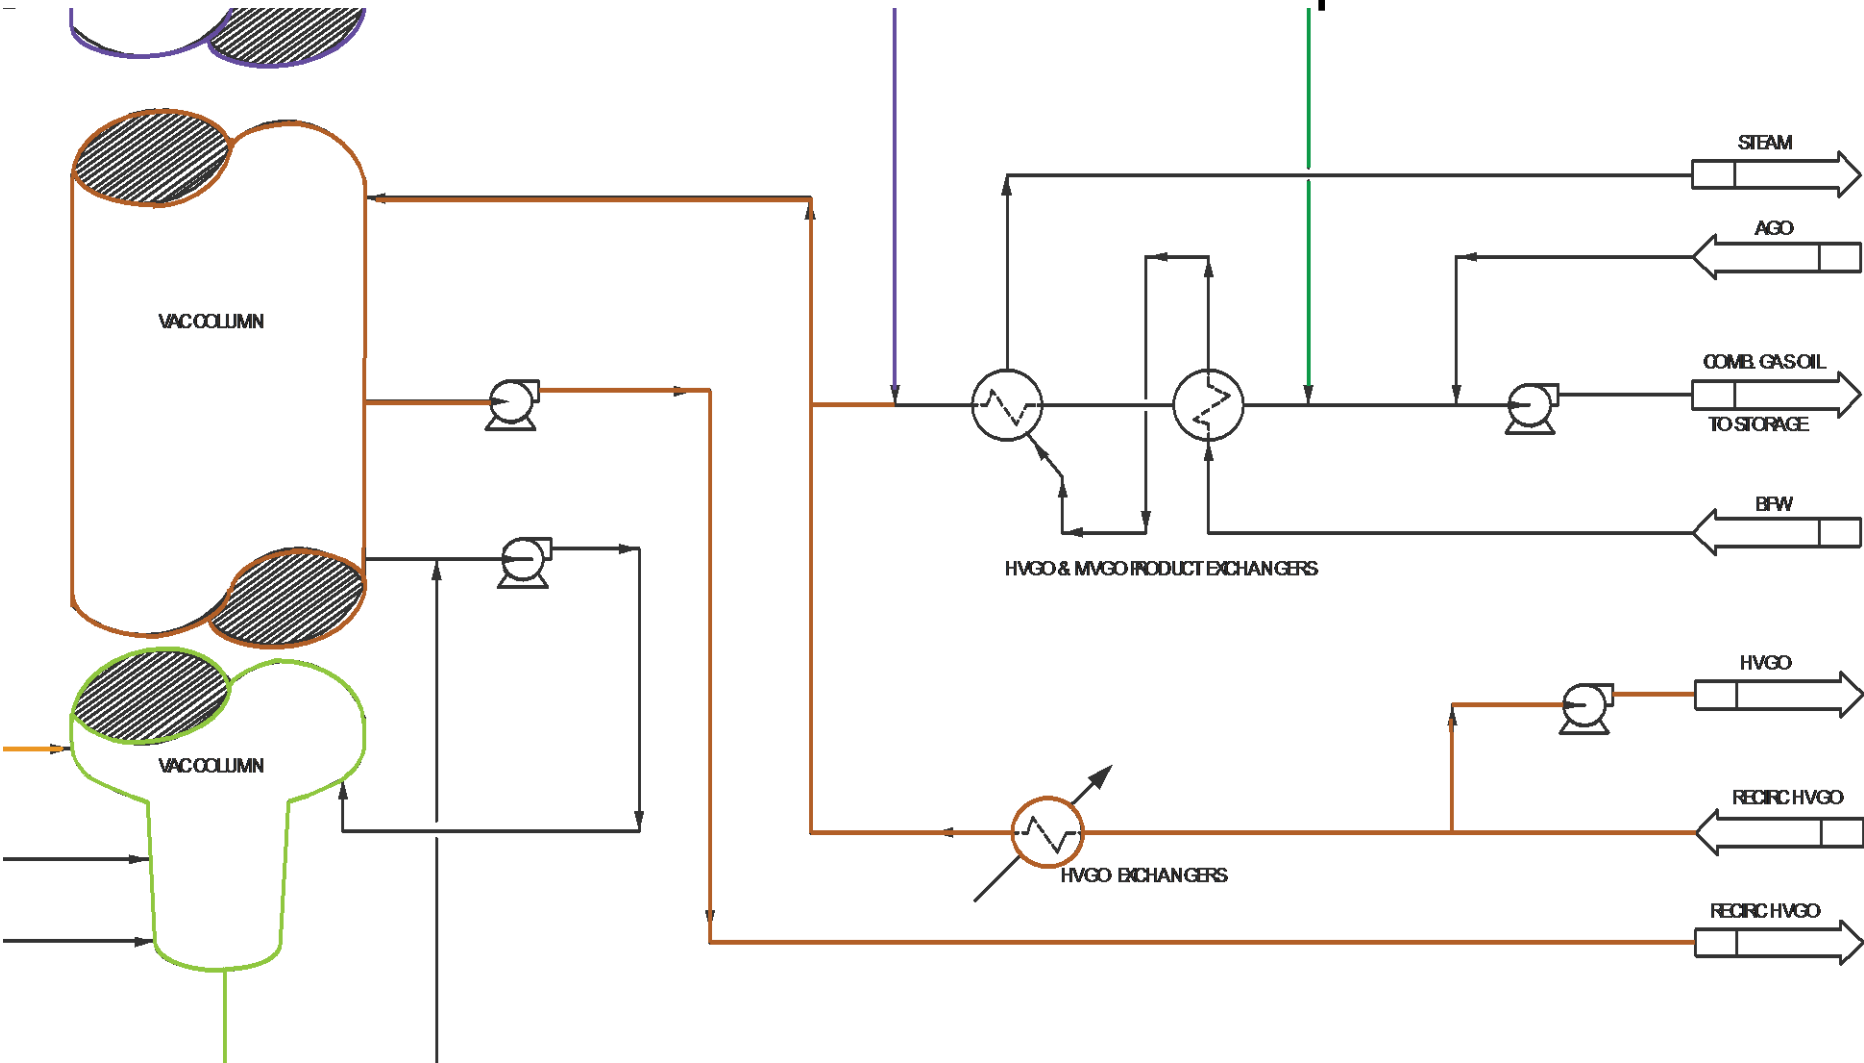 STEAM
AGO
VAC COLUMN
COMB. GAS OIL
TO STORAGE
BFW
HVGO & MVGO PRODUCT EXCHANGERS
HVGO
VAC COLUMN
RECIRC HVGO
HVGO EXCHANGERS
RECIRC HVGO